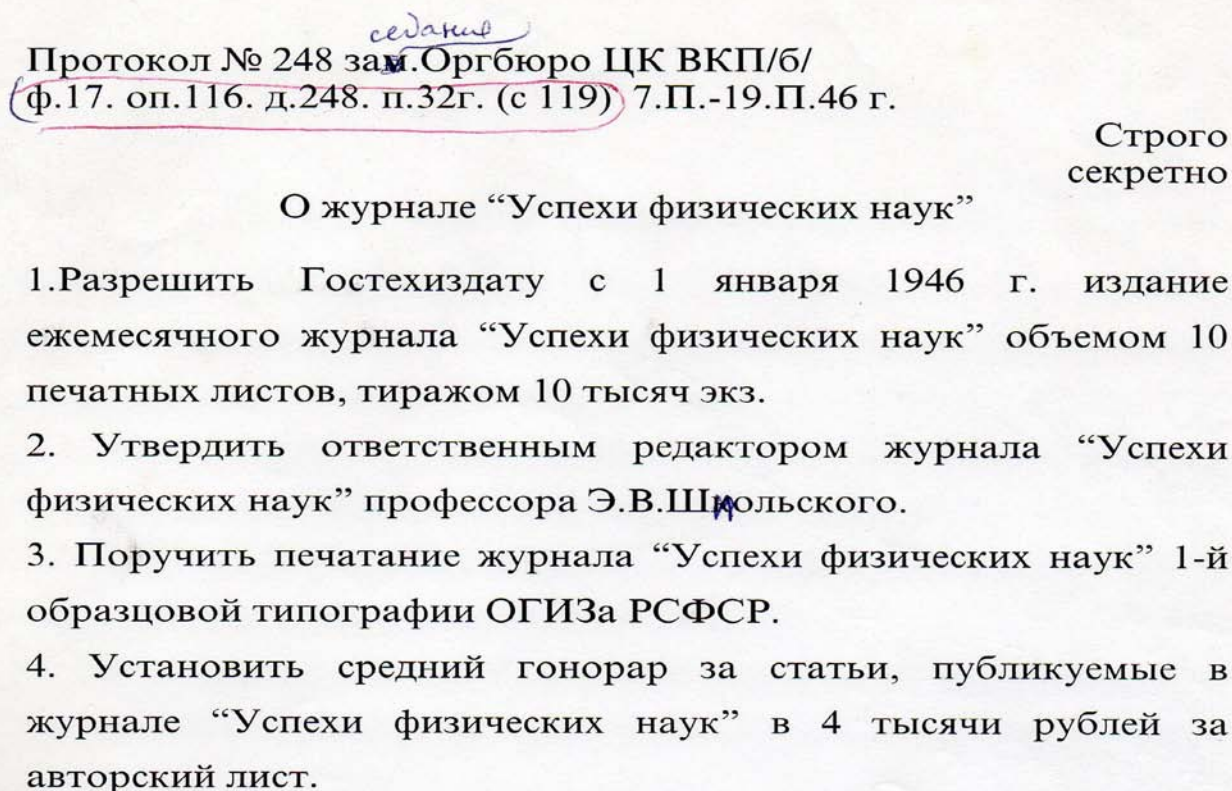 седания
Протокол № 248 зам.Оргбюро ЦК ВКП/б/
ф.17. оп.116. д.248. п.32г. (с 119) 7.П.-19.П.46 г.
Строго
секретно
О журнале “Успехи физических наук”
1.Разрешить Гостехиздату с 1 января 1946 г. издание
ежемесячного журнала “Успехи физических наук” объемом 10
печатных листов, тиражом 10 тысяч экз.
2. Утвердить ответственным редактором журнала “Успехи
физических наук” профессора Э.В.Шпольского.
3. Поручить печатание журнала “Успехи физических наук” 1-й
образцовой типографии ОГИЗа РСФСР.
4. Установить средний гонорар за статьи, публикуемые в
журнале “Успехи физических наук” в 4 тысячи рублей за
авторский лист.